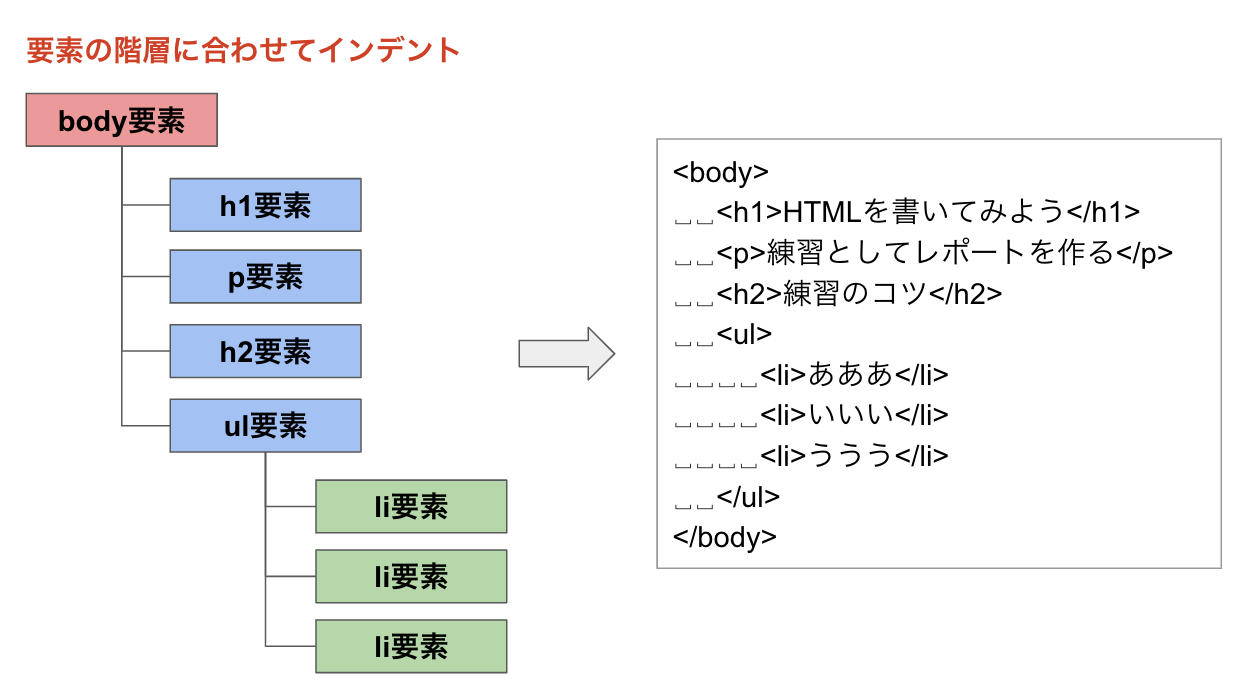 要素の階層に合わせてインデント
body要素
h1要素
p要素
h2要素
ul要素
li要素
li要素
li要素
<body>
␣␣<h1>HTMLを書いてみよう</h1>
␣␣<p>練習としてレポートを作る</p>
␣␣<h2>練習のコツ</h2>
␣␣<ul>
␣␣␣␣<li>あああ</li>
␣␣␣␣<li>いいい</li>
␣␣␣␣<li>ううう</li>
␣␣</ul>
</body>